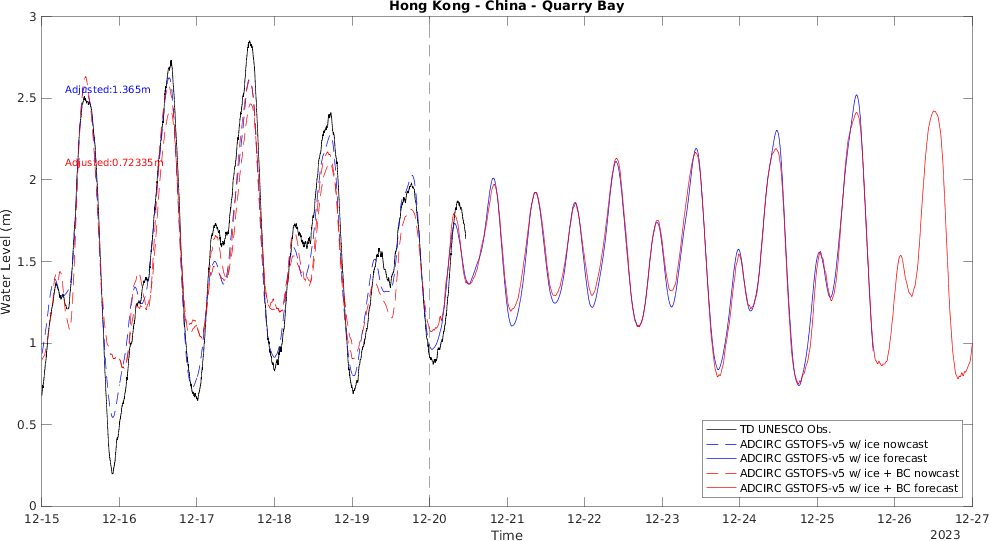 Hong Kong - China - Quarry Bay
3
2.5
2
1.5
1
0.5
0
Water Level (m)
Adjusted:1.365m
Adjusted:0.72335m
TD UNESCO Obs.
ADCIRC GSTOFS-v5 w/ ice nowcast
ADCIRC GSTOFS-v5 w/ ice forecast
ADCIRC GSTOFS-v5 w/ ice + BC nowcast
ADCIRC GSTOFS-v5 w/ ice + BC forecast
12-15 12-16 12-17 12-18 12-19 12-20 12-21 12-22 12-23 12-24 12-25 12-26 12-27
Time
2023